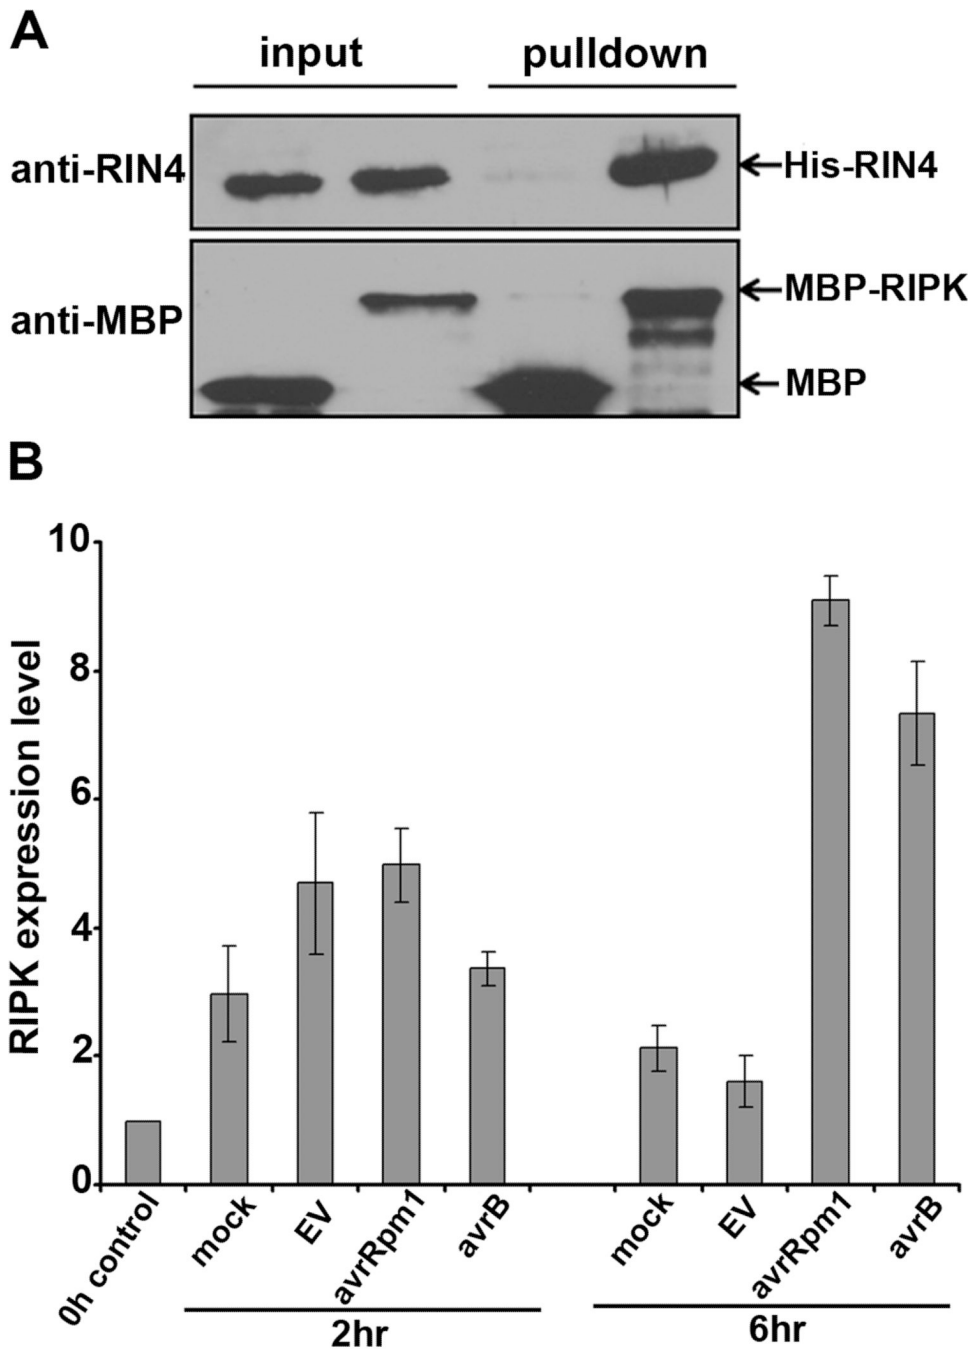 A
input pulldown
anti-RIN4 His-RIN4
anti-MBP MBP-RIPK
MBP
B
RIPK expression level
10
8
6
4
2
0
0h control mock EV avrRpm1 avrB mock EV avrRpm1 avrB
2hr 6hr